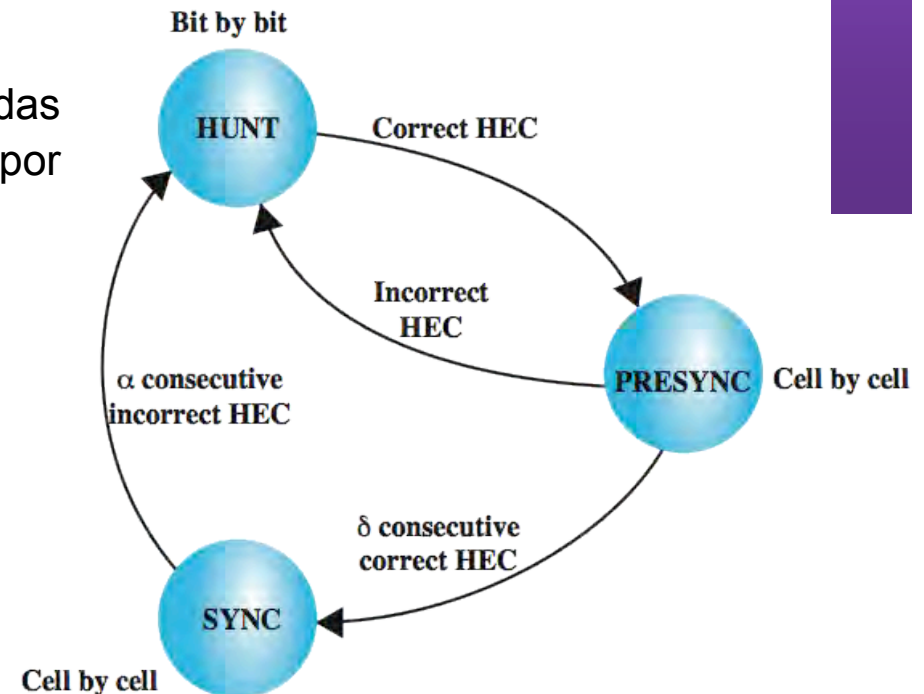 Bit by bit
das
por
HUNT
Correct HEC
Incorrect
HEC
PRESYNC
Cell by cell
α consecutive
incorrect HEC
δ consecutive
correct HEC
SYNC
Cell by cell